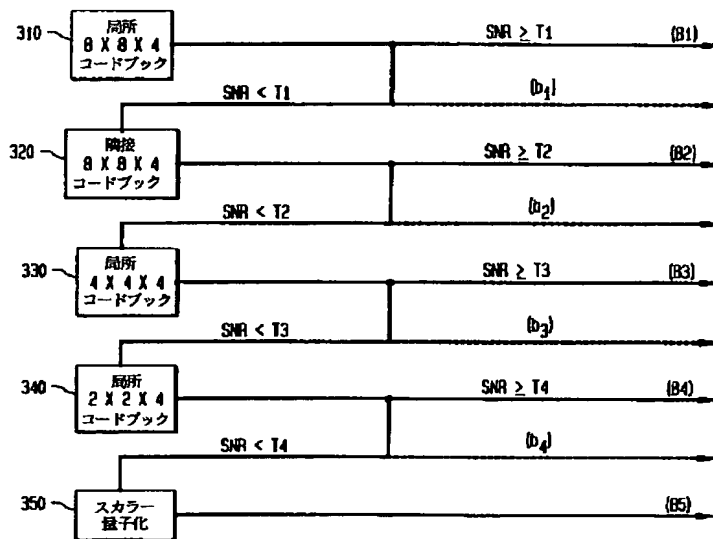 310
局所
8 X 8 X 4
コードブック
SNR ≥ T1
(B1)
SNR < T1
(b1)
320
隣接
8 X 8 X 4
コードブック
SNR ≥ T2
(B2)
SNR < T2
(b2)
330
局所
4 X 4 X 4
コードブック
SNR ≥ T3
(B3)
SNR < T3
(b3)
340
局所
2 X 2 X 4
コードブック
SNR ≥ T4
(B4)
SNR < T4
(b4)
350
スカラー
量子化
(B5)